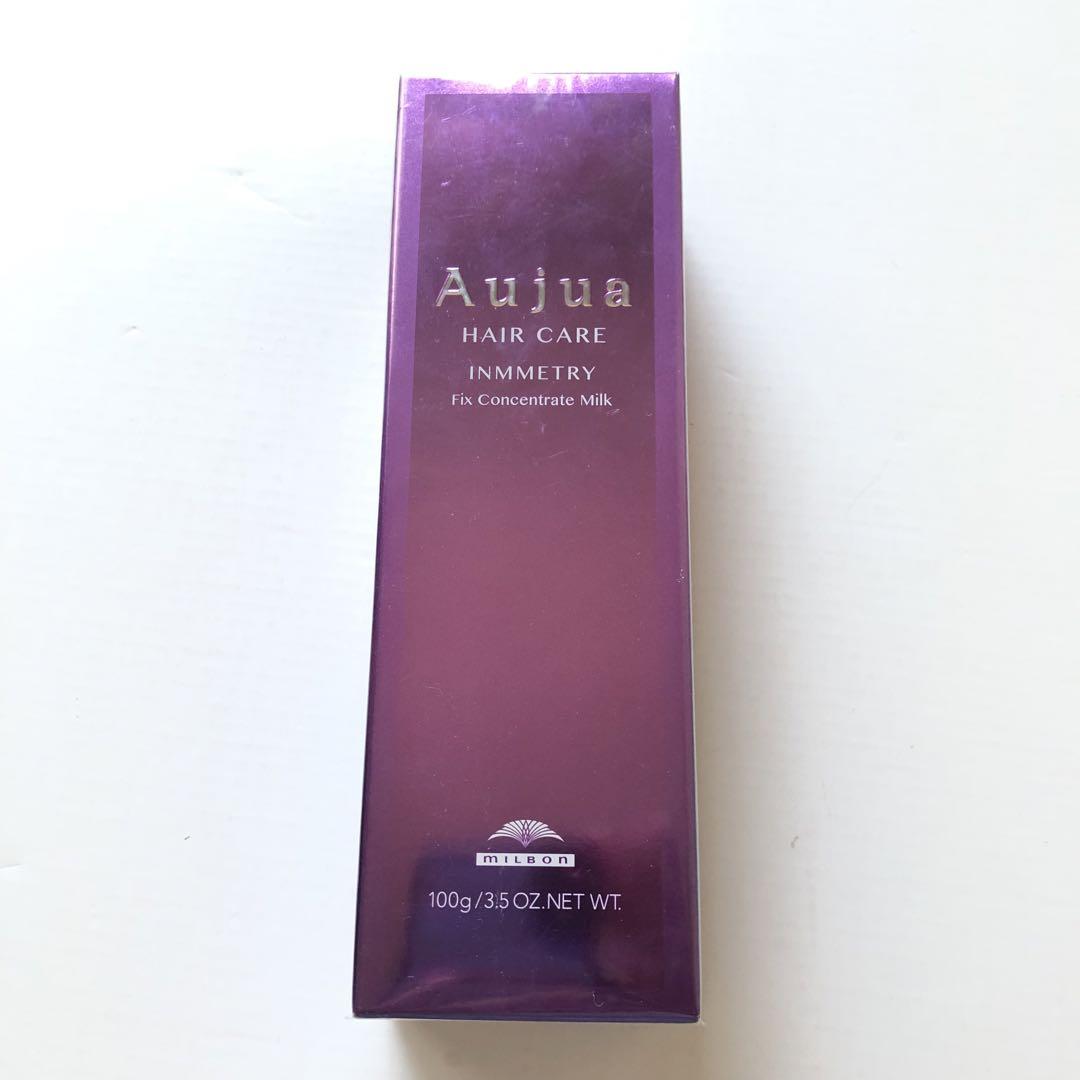 Aujua
HAIR CARE
INMMETRY
Fix Concentrate Milk
MILBON
100g/3.5 OZ.NET WT.